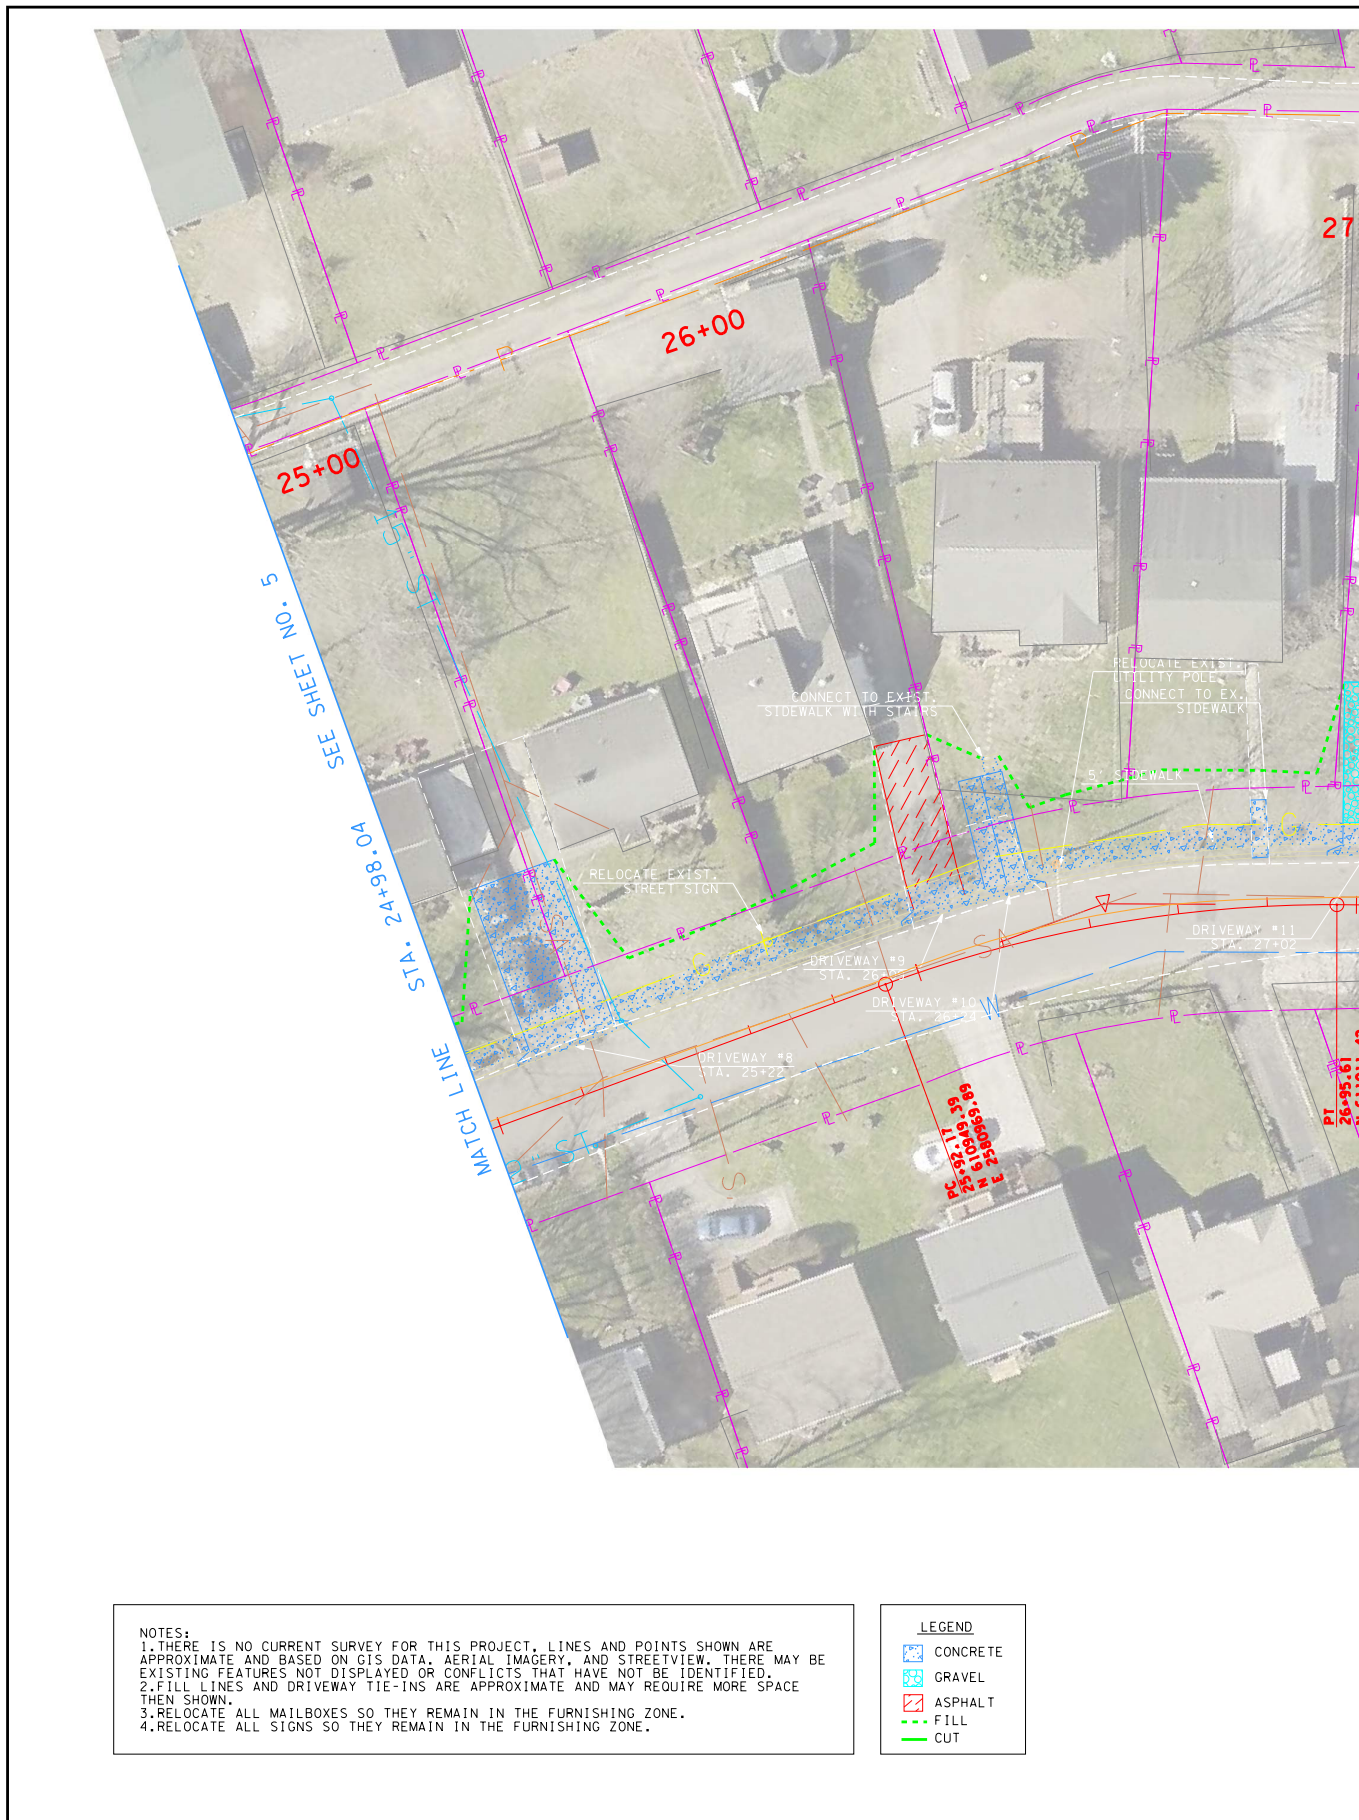 27
26+00
25+00
15" ST
SEE SHEET NO. 5
STA. 24+98.04
MATCH LINE
RELOCATE EXIST.
UTILITY POLE.
CONNECT TO EX.
SIDEWALK
CONNECT TO EXIST.
SIDEWALK WITH STAIRS
5' SIDEWALK
RELOCATE EXIST.
STREET SIGN
DRIVEWAY #11
STA. 27+02
DRIVEWAY #9
DRIVEWAY #10
DRIVEWAY #8
STA. 25+22
G
W
S
ST
PC
25+92.17
N 610949.39
E 2580969.89
PT
26+95.61
NOTES:
1.THERE IS NO CURRENT SURVEY FOR THIS PROJECT, LINES AND POINTS SHOWN ARE
APPROXIMATE AND BASED ON GIS DATA, AERIAL IMAGERY, AND STREETVIEW. THERE MAY BE
EXISTING FEATURES NOT DISPLAYED OR CONFLICTS THAT HAVE NOT BE IDENTIFIED.
2.FILL LINES AND DRIVEWAY TIE-INS ARE APPROXIMATE AND MAY REQUIRE MORE SPACE
THEN SHOWN.
3.RELOCATE ALL MAILBOXES SO THEY REMAIN IN THE FURNISHING ZONE.
4.RELOCATE ALL SIGNS SO THEY REMAIN IN THE FURNISHING ZONE.
LEGEND
CONCRETE
GRAVEL
ASPHALT
FILL
CUT